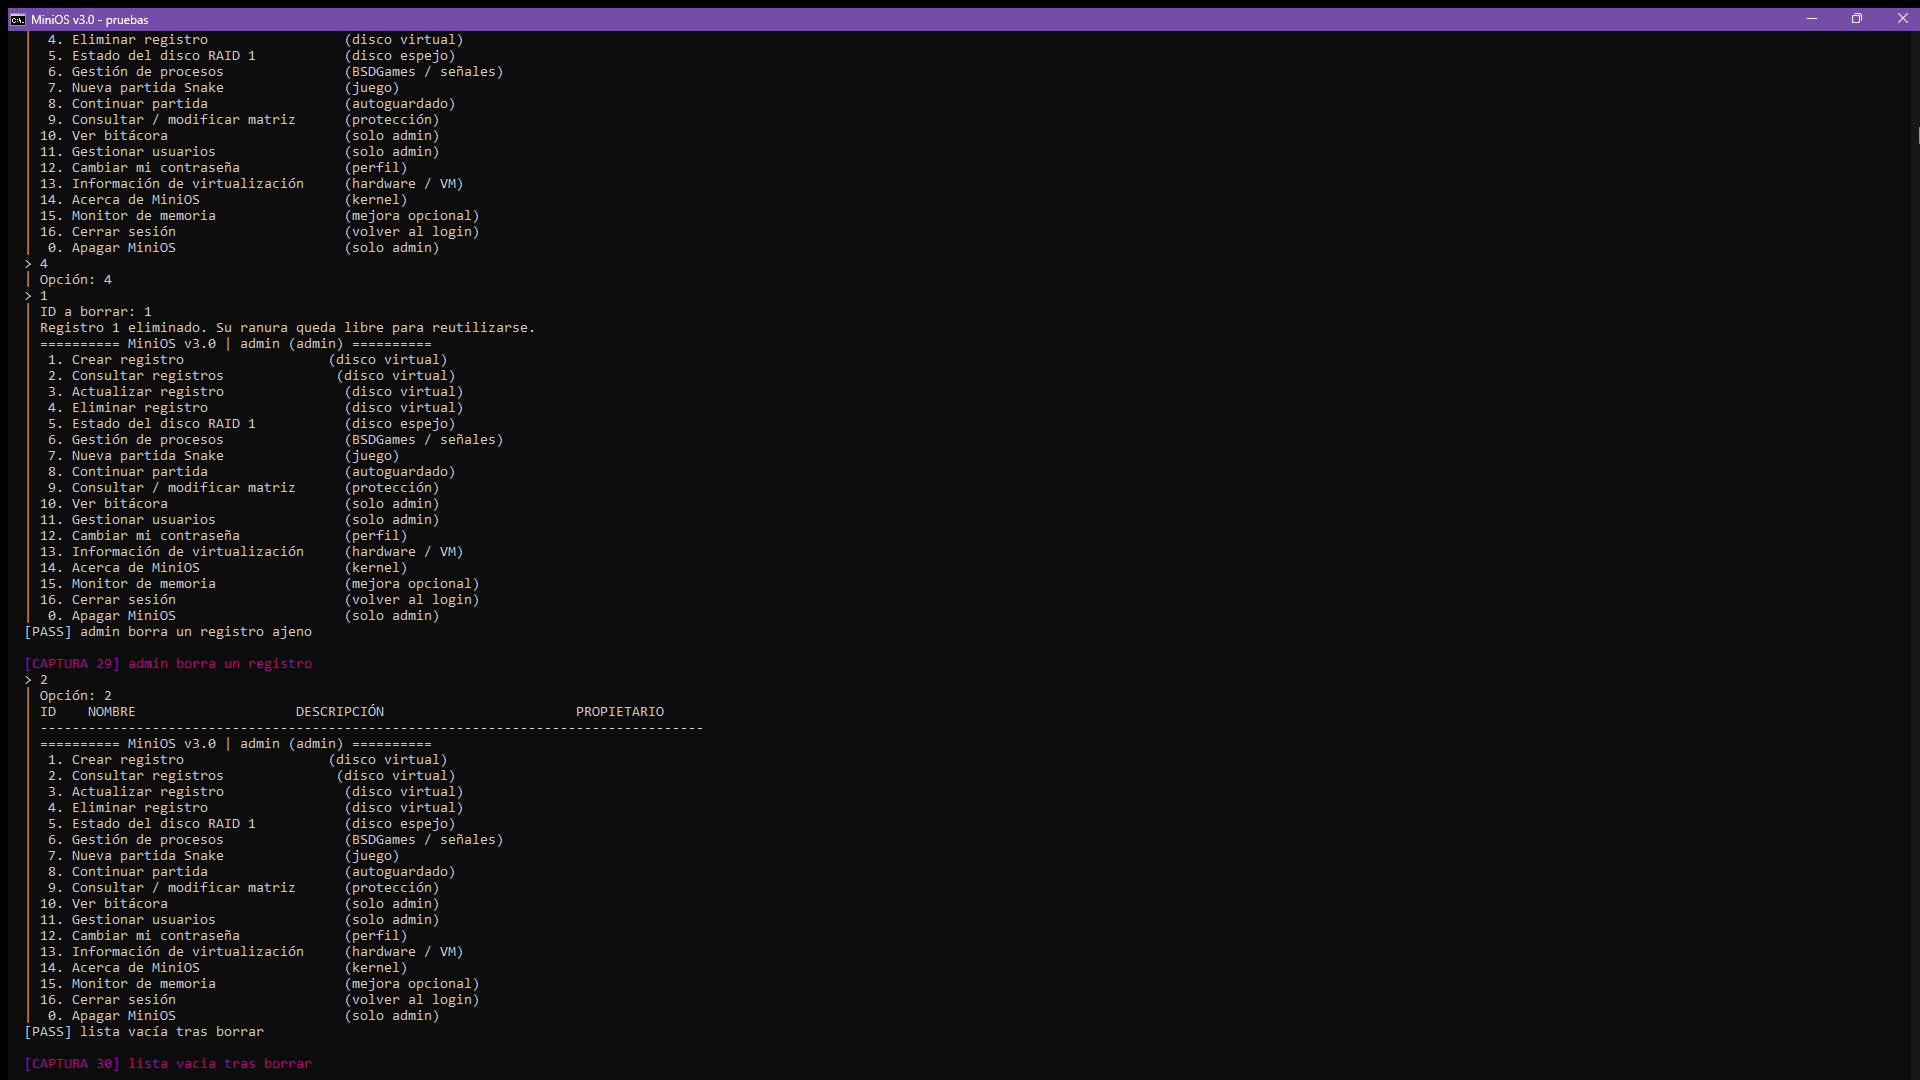 MiniOS v3.0 - pruebas
4. Eliminar registro (disco virtual)
5. Estado del disco RAID 1 (disco espejo)
6. Gestión de procesos (BSDGames / señales)
7. Nueva partida Snake (juego)
8. Continuar partida (autoguardado)
9. Consultar / modificar matriz (protección)
10. Ver bitácora (solo admin)
11. Gestionar usuarios (solo admin)
12. Cambiar mi contraseña (perfil)
13. Información de virtualización (hardware / VM)
14. Acerca de MiniOS (kernel)
15. Monitor de memoria (mejora opcional)
16. Cerrar sesión (volver al login)
0. Apagar MiniOS (solo admin)
> 4
| Opción: 4
> 1
| ID a borrar: 1
| Registro 1 eliminado. Su ranura queda libre para reutilizarse.
| ========== MiniOS v3.0 | admin (admin) ==========
1. Crear registro (disco virtual)
2. Consultar registros (disco virtual)
3. Actualizar registro (disco virtual)
4. Eliminar registro (disco virtual)
5. Estado del disco RAID 1 (disco espejo)
6. Gestión de procesos (BSDGames / señales)
7. Nueva partida Snake (juego)
8. Continuar partida (autoguardado)
9. Consultar / modificar matriz (protección)
10. Ver bitácora (solo admin)
11. Gestionar usuarios (solo admin)
12. Cambiar mi contraseña (perfil)
13. Información de virtualización (hardware / VM)
14. Acerca de MiniOS (kernel)
15. Monitor de memoria (mejora opcional)
16. Cerrar sesión (volver al login)
0. Apagar MiniOS (solo admin)
[PASS] admin borra un registro ajeno
[CAPTURA 29] admin borra un registro
> 2
| Opción: 2
| ID NOMBRE DESCRIPCIÓN PROPIETARIO
| -----------------------------------------------------------------------------------
| ========== MiniOS v3.0 | admin (admin) ==========
1. Crear registro (disco virtual)
2. Consultar registros (disco virtual)
3. Actualizar registro (disco virtual)
4. Eliminar registro (disco virtual)
5. Estado del disco RAID 1 (disco espejo)
6. Gestión de procesos (BSDGames / señales)
7. Nueva partida Snake (juego)
8. Continuar partida (autoguardado)
9. Consultar / modificar matriz (protección)
10. Ver bitácora (solo admin)
11. Gestionar usuarios (solo admin)
12. Cambiar mi contraseña (perfil)
13. Información de virtualización (hardware / VM)
14. Acerca de MiniOS (kernel)
15. Monitor de memoria (mejora opcional)
16. Cerrar sesión (volver al login)
0. Apagar MiniOS (solo admin)
[PASS] lista vacía tras borrar
[CAPTURA 30] lista vacia tras borrar